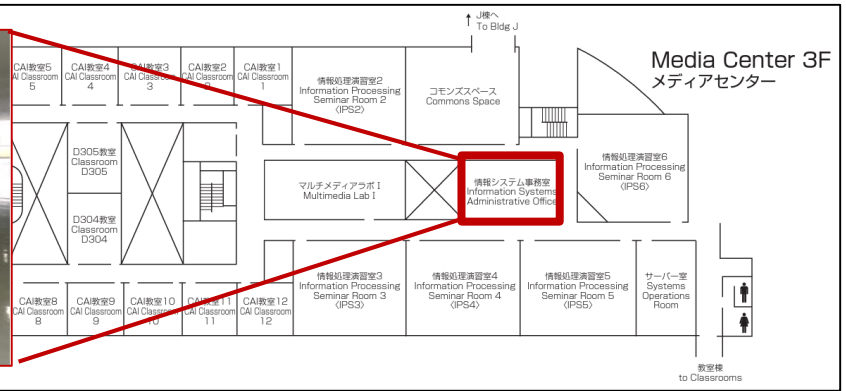 J棟へ
To Bldg J
Media Center 3F
メディアセンター
CAI教室5
CAI Classroom
5
CAI教室4
CAI Classroom
4
CAI教室3
CAI Classroom
3
CAI教室2
CAI Classroom
CAI教室1
CAI Classroom
1
情報処理演習室2
Information Processing
Seminar Room 2
〈IPS2〉
コモンズスペース
Commons Space
D305教室
Classroom
D305
D304教室
Classroom
D304
マルチメディアラボ I
Multimedia Lab I
情報システム事務室
Information Systems
Administrative Office
情報処理演習室6
Information Processing
Seminar Room 6
〈IPS6〉
CAI教室8
CAI Classroom
8
CAI教室9
CAI Classroom
9
CAI教室10
CAI Classroom
10
CAI教室11
CAI Classroom
11
CAI教室12
CAI Classroom
12
情報処理演習室3
Information Processing
Seminar Room 3
〈IPS3〉
情報処理演習室4
Information Processing
Seminar Room 4
〈IPS4〉
情報処理演習室5
Information Processing
Seminar Room 5
〈IPS5〉
サーバー室
Systems
Operations
Room
教室棟
to Classrooms